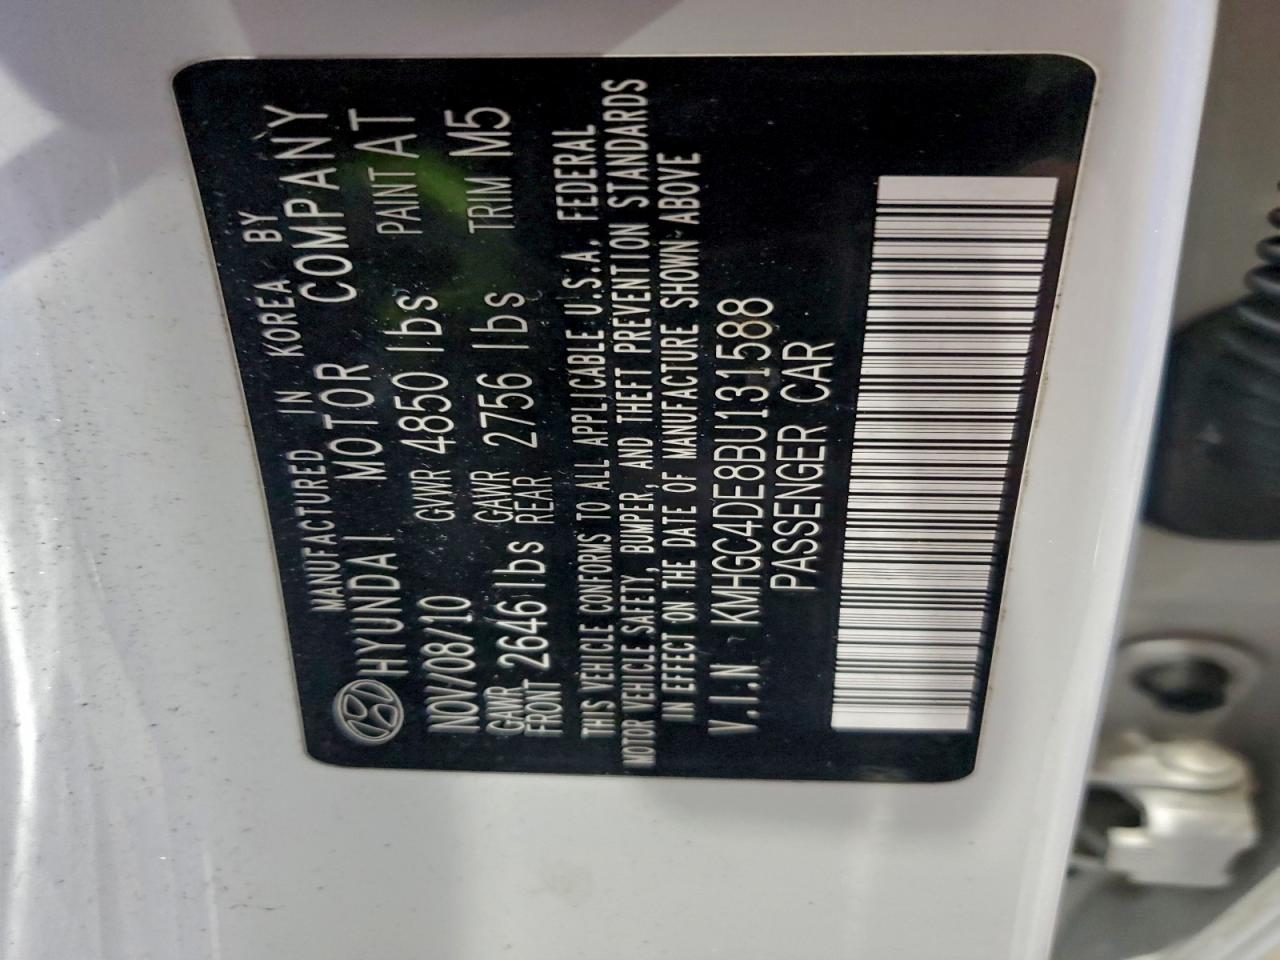 MANUFACTURED IN KOREA BY
HYUNDAI MOTOR COMPANY
NOV/08/10 GVWR 4850 lbs PAINT AT
GAWR FRONT 2646 lbs GAWR REAR 2756 lbs TRIM M5
THIS VEHICLE CONFORMS TO ALL APPLICABLE U.S.A. FEDERAL
MOTOR VEHICLE SAFETY, BUMPER, AND THEFT PREVENTION STANDARDS
IN EFFECT ON THE DATE OF MANUFACTURE SHOWN ABOVE
V.I.N : KMHGC4DE8BU131588
PASSENGER CAR